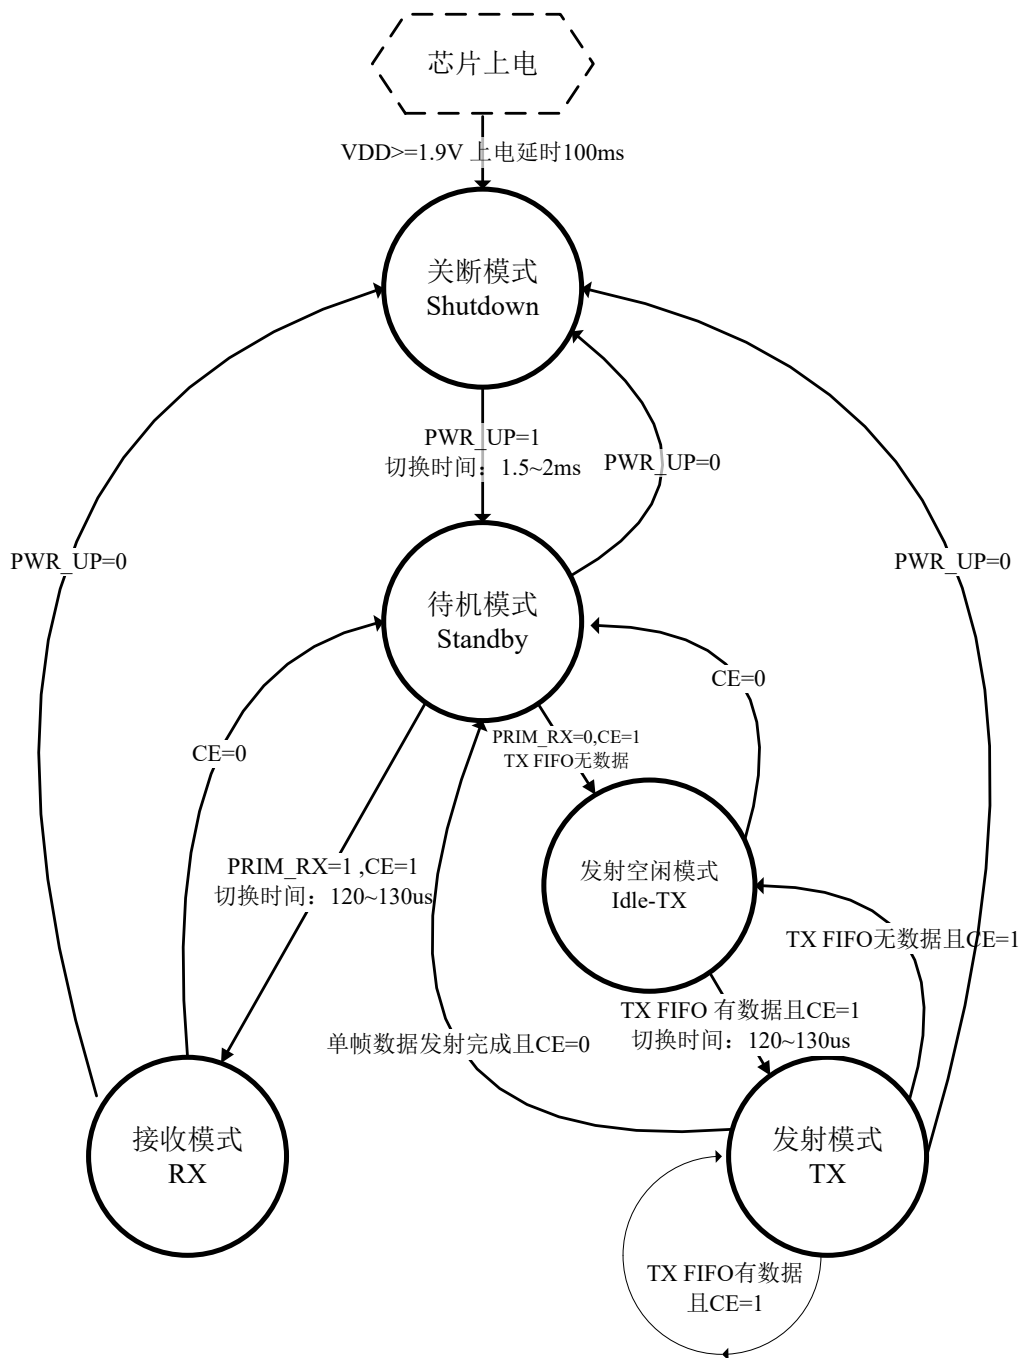 芯片上电
VDD>=1.9V 上电延时100ms
关断模式
Shutdown
PWR_UP=1
切换时间：1.5~2ms
PWR_UP=0
PWR_UP=0
PWR_UP=0
待机模式
Standby
CE=0
CE=0
PRIM_RX=0,CE=1
TX FIFO无数据
PRIM_RX=1 ,CE=1
切换时间：120~130us
发射空闲模式
Idle-TX
TX FIFO无数据且CE=1
TX FIFO 有数据且CE=1
切换时间：120~130us
单帧数据发射完成且CE=0
接收模式
RX
发射模式
TX
TX FIFO有数据
且CE=1